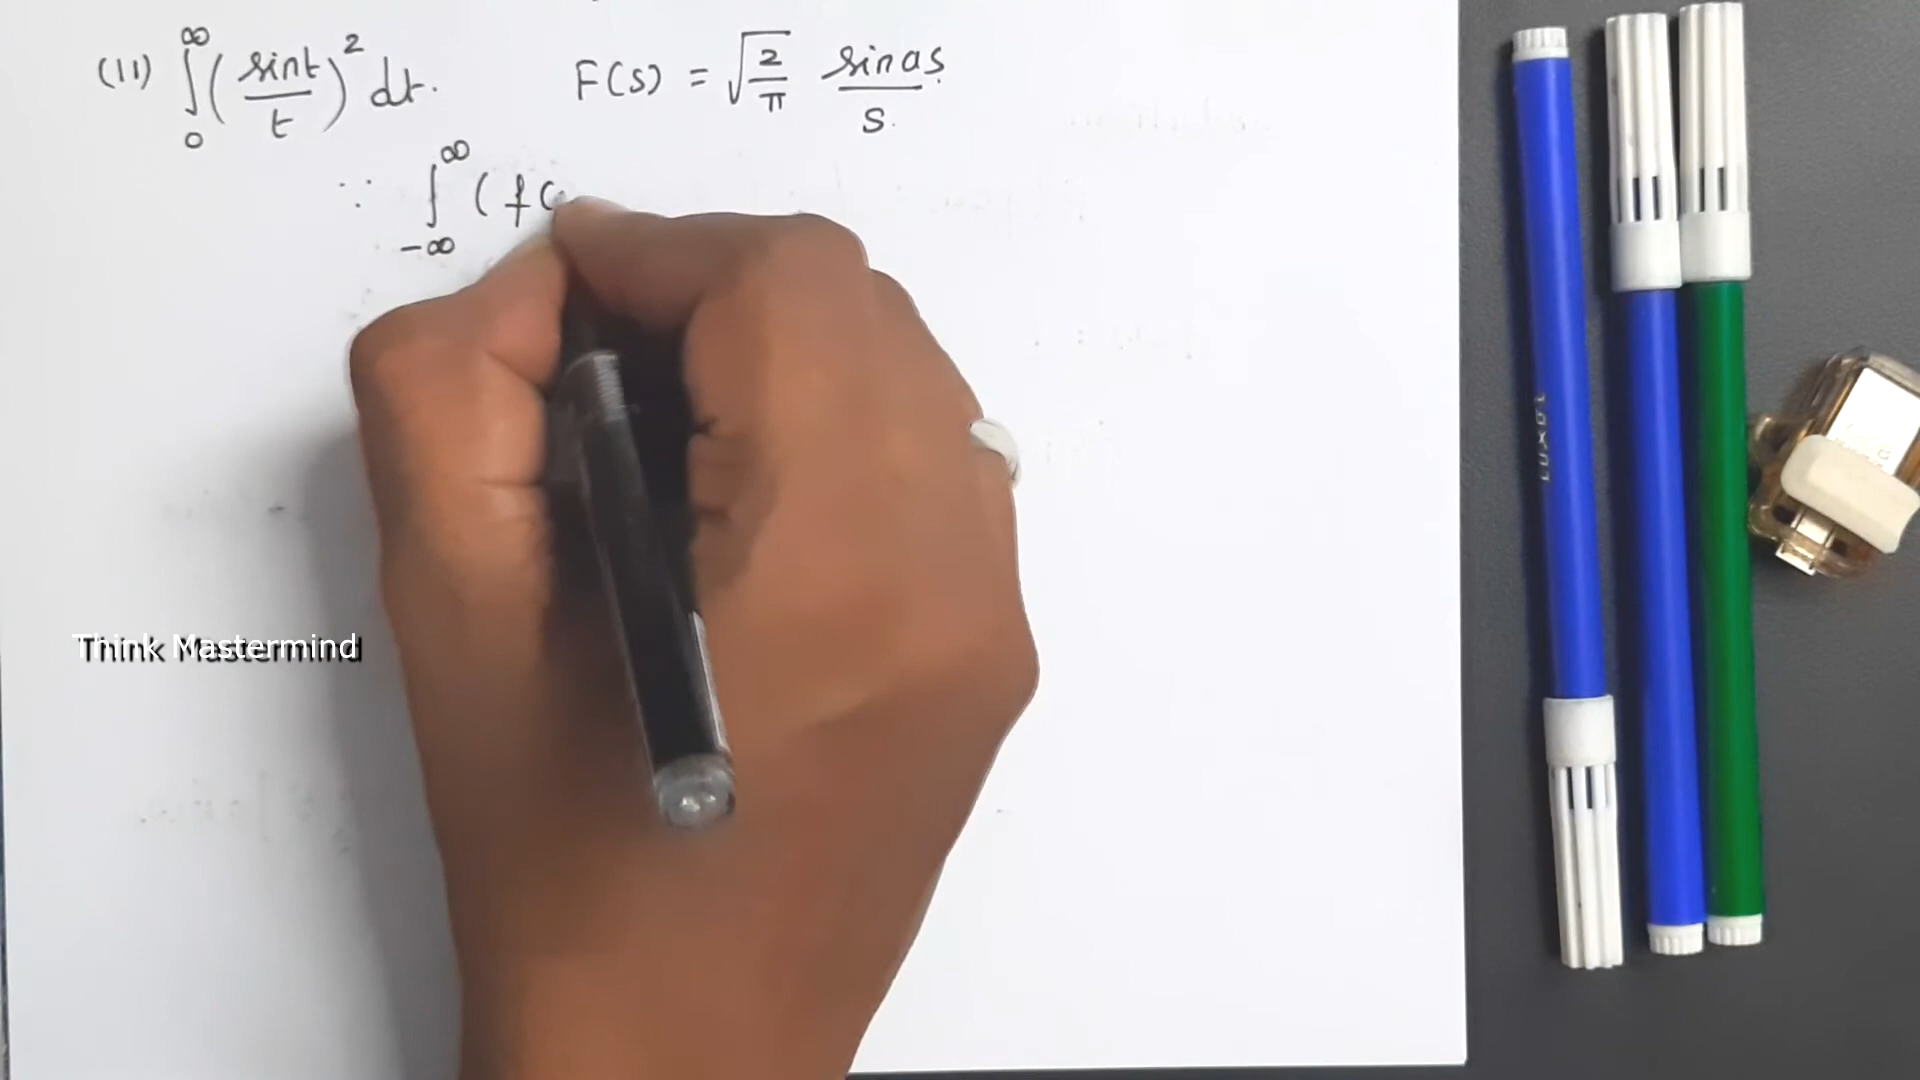 (11) ∫₀^∞ (sint/t)² dt. F(s) = √(2/π) sinas/s.
∵ ∫_{-∞}^{∞} (f(
Think Mastermind
LUXOR